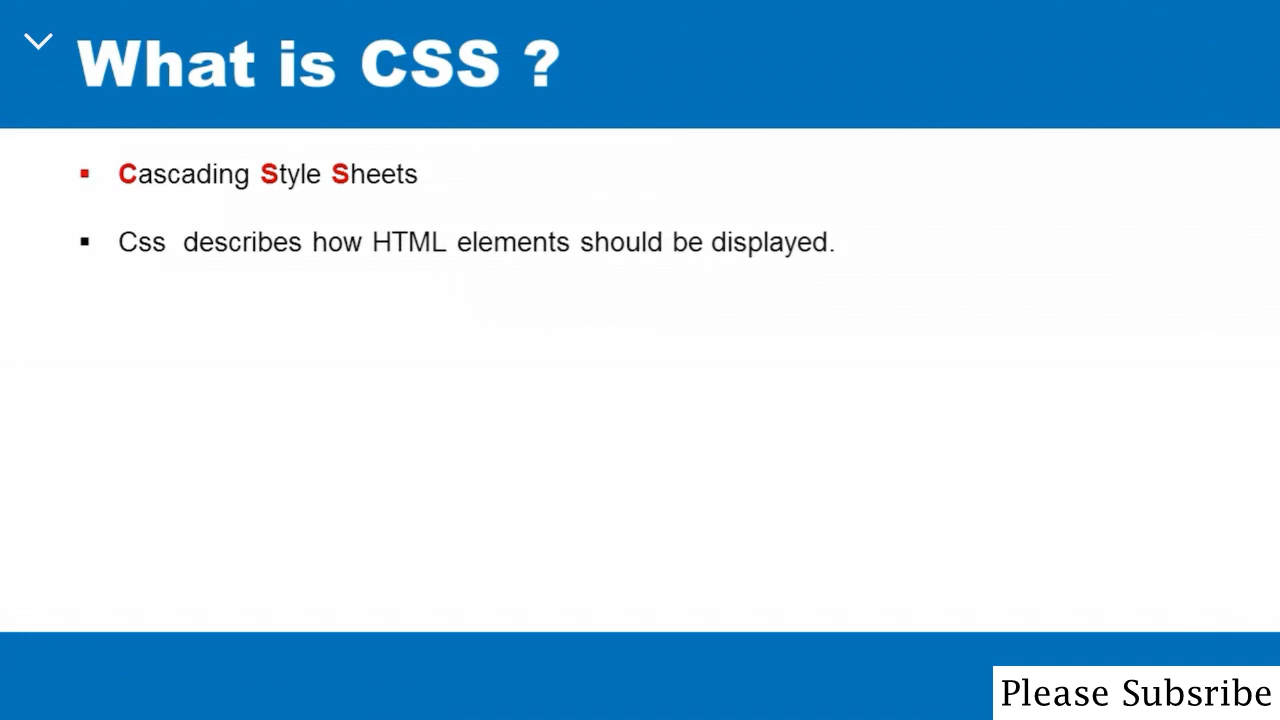 What is CSS ?
Cascading Style Sheets
Css describes how HTML elements should be displayed.
Please Subsribe